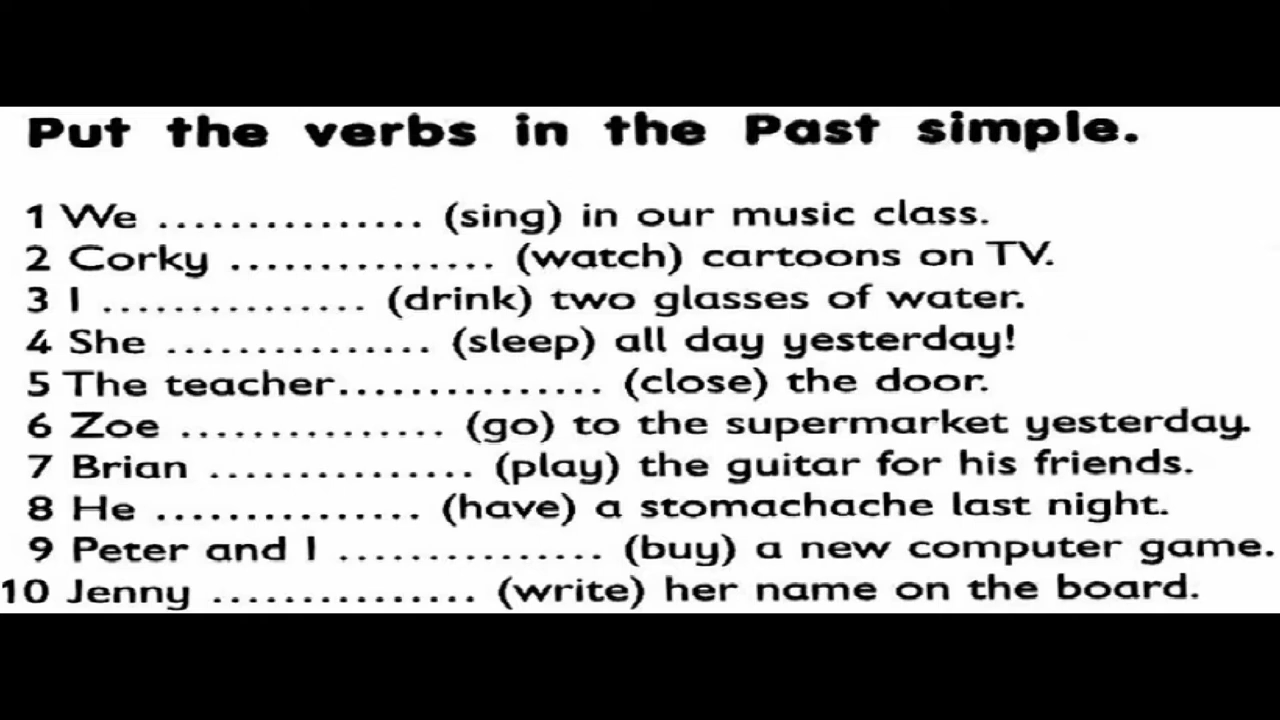 Put the verbs in the Past simple.
1 We ............... (sing) in our music class.
2 Corky ............... (watch) cartoons on TV.
3 I ............... (drink) two glasses of water.
4 She ............... (sleep) all day yesterday!
5 The teacher............... (close) the door.
6 Zoe ............... (go) to the supermarket yesterday.
7 Brian ............... (play) the guitar for his friends.
8 He ............... (have) a stomachache last night.
9 Peter and I ............... (buy) a new computer game.
10 Jenny ............... (write) her name on the board.